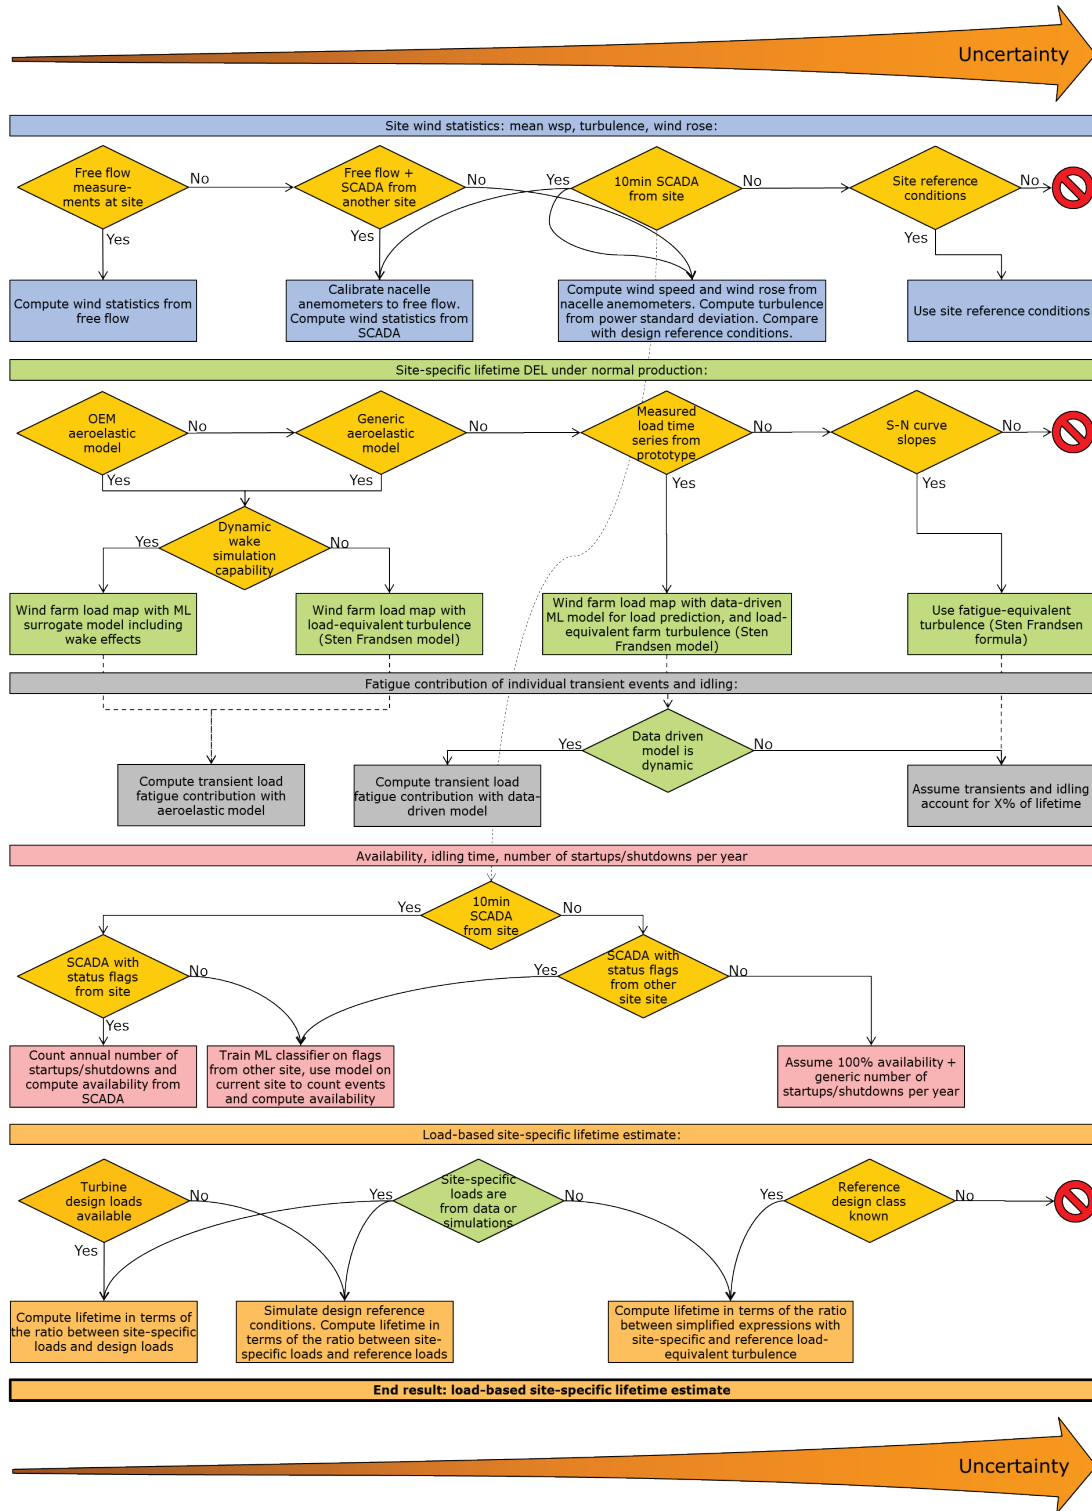 Uncertainty
Site wind statistics: mean wsp, turbulence, wind rose:
Free flow
measure-
ments at site
No
Yes
Free flow +
SCADA from
another site
No
Yes
Yes
10min SCADA
from site
No
Site reference
conditions
No
Yes
Compute wind statistics from
free flow
Calibrate nacelle
anemometers to free flow.
Compute wind statistics from
SCADA
Compute wind speed and wind rose from
nacelle anemometers. Compute turbulence
from power standard deviation. Compare
with design reference conditions.
Use site reference conditions
Site-specific lifetime DEL under normal production:
OEM
aeroelastic
model
No
Yes
Generic
aeroelastic
model
No
Yes
Measured
load time
series from
prototype
No
Yes
S-N curve
slopes
No
Yes
Yes
Dynamic
wake
simulation
capability
No
Wind farm load map with ML
surrogate model including
wake effects
Wind farm load map with
load-equivalent turbulence
(Sten Frandsen model)
Wind farm load map with data-driven
ML model for load prediction, and load-
equivalent farm turbulence (Sten
Frandsen model)
Use fatigue-equivalent
turbulence (Sten Frandsen
formula)
Fatigue contribution of individual transient events and idling:
Yes
Data driven
model is
dynamic
No
Compute transient load
fatigue contribution with
aeroelastic model
Compute transient load
fatigue contribution with data-
driven model
Assume transients and idling
account for X% of lifetime
Availability, idling time, number of startups/shutdowns per year
Yes
10min
SCADA
from site
No
SCADA with
status flags
from site
No
Yes
Yes
SCADA with
status flags
from other
site site
No
Count annual number of
startups/shutdowns and
compute availability from
SCADA
Train ML classifier on flags
from other site, use model on
current site to count events
and compute availability
Assume 100% availability +
generic number of
startups/shutdowns per year
Load-based site-specific lifetime estimate:
Turbine
design loads
available
No
Yes
Yes
Site-specific
loads are
from data or
simulations
No
Yes
Reference
design class
known
No
Compute lifetime in terms of
the ratio between site-specific
loads and design loads
Simulate design reference
conditions. Compute lifetime in
terms of the ratio between site-
specific loads and reference loads
Compute lifetime in terms of the ratio
between simplified expressions with
site-specific and reference load-
equivalent turbulence
End result: load-based site-specific lifetime estimate
Uncertainty